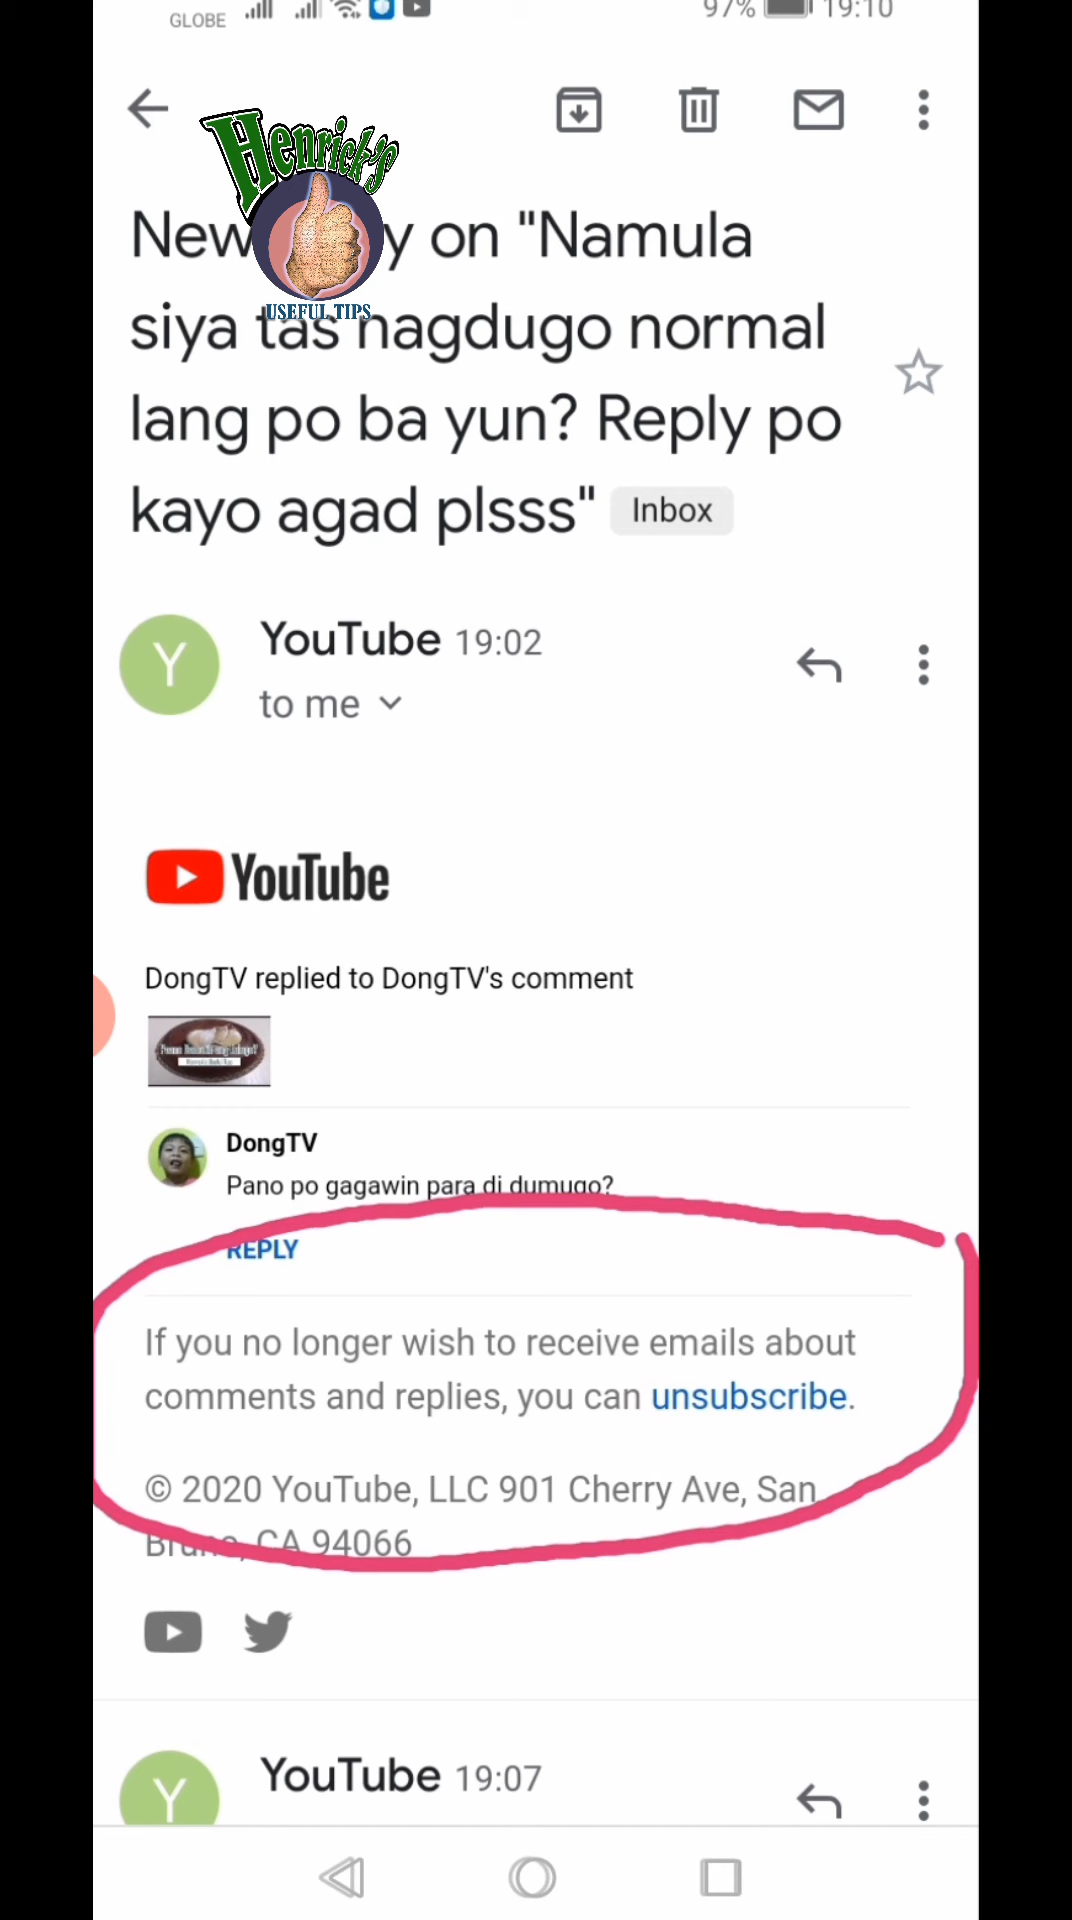 GLOBE
97%
19:10
Henrick's
USEFUL TIPS
New y on "Namula
siya tas nagdugo normal
lang po ba yun? Reply po
kayo agad plsss" Inbox
Y
YouTube 19:02
to me
YouTube
DongTV replied to DongTV's comment
DongTV
Pano po gagawin para di dumugo?
REPLY
If you no longer wish to receive emails about
comments and replies, you can unsubscribe.
© 2020 YouTube, LLC 901 Cherry Ave, San
Bruno, CA 94066
Y
YouTube 19:07